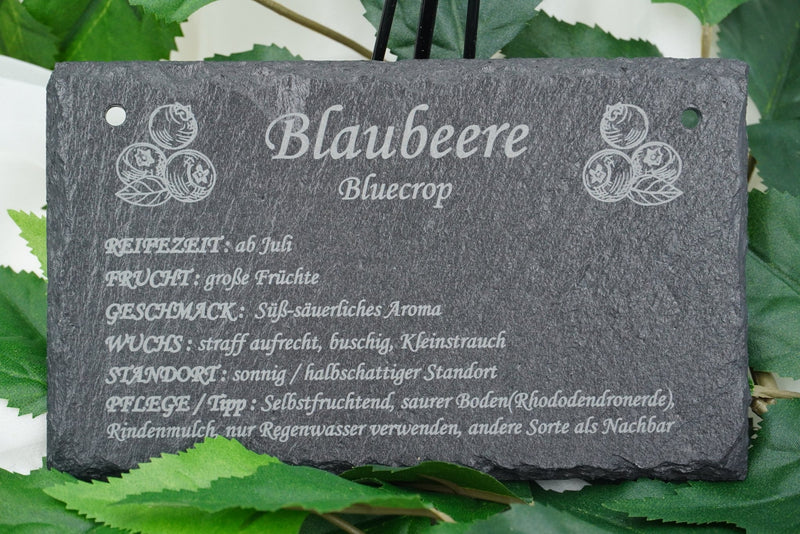 Blaubeere
Bluecrop
REIFEZEIT : ab Juli
FRUCHT : große Früchte
GESCHMACK : Süß-säuerliches Aroma
WUCHS : straff aufrecht, buschig, Kleinstrauch
STANDORT : sonnig / halbschattiger Standort
PFLEGE / Tipp : Selbstfruchtend, saurer Boden(Rhododendronerde),
Rindenmulch, nur Regenwasser verwenden, andere Sorte als Nachbar